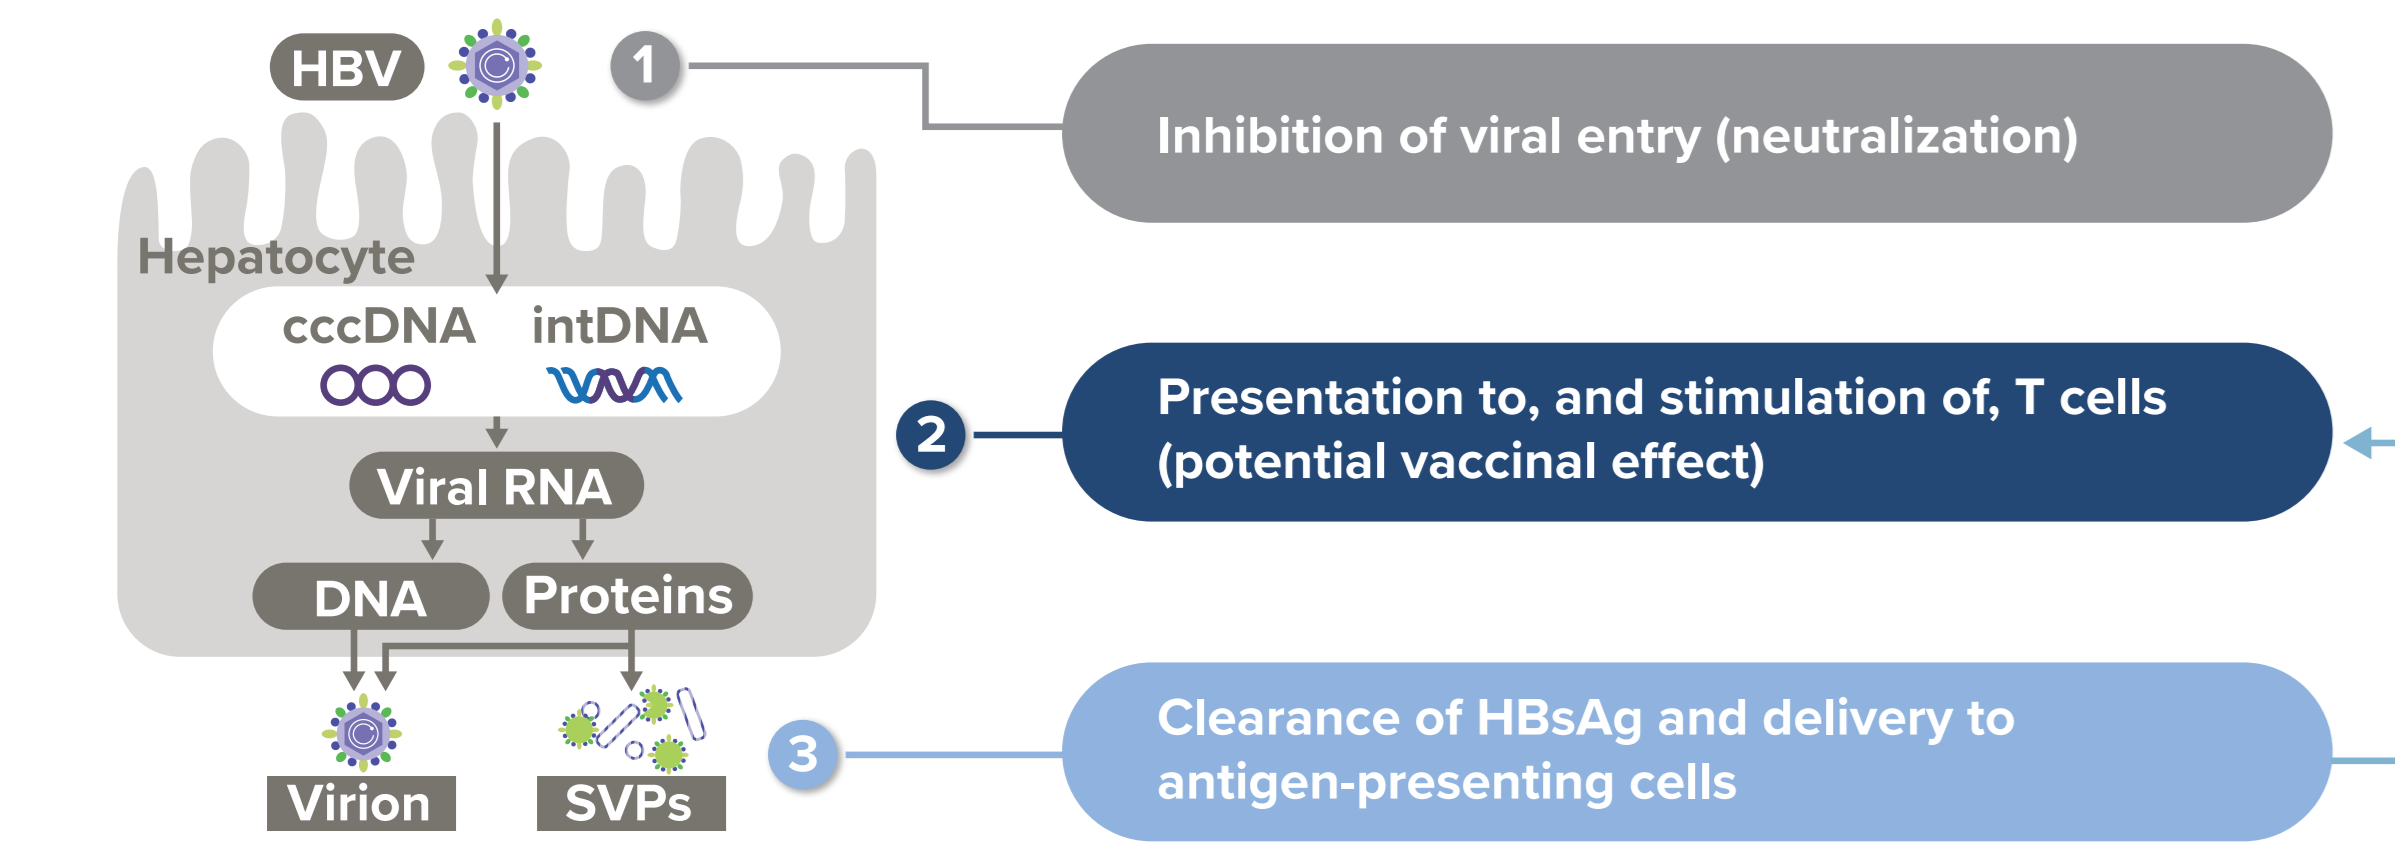 HBV
1
Inhibition of viral entry (neutralization)
Hepatocyte
cccDNA
intDNA
Viral RNA
DNA
Proteins
Virion
SVPs
2
Presentation to, and stimulation of, T cells
(potential vaccinal effect)
3
Clearance of HBsAg and delivery to
antigen-presenting cells